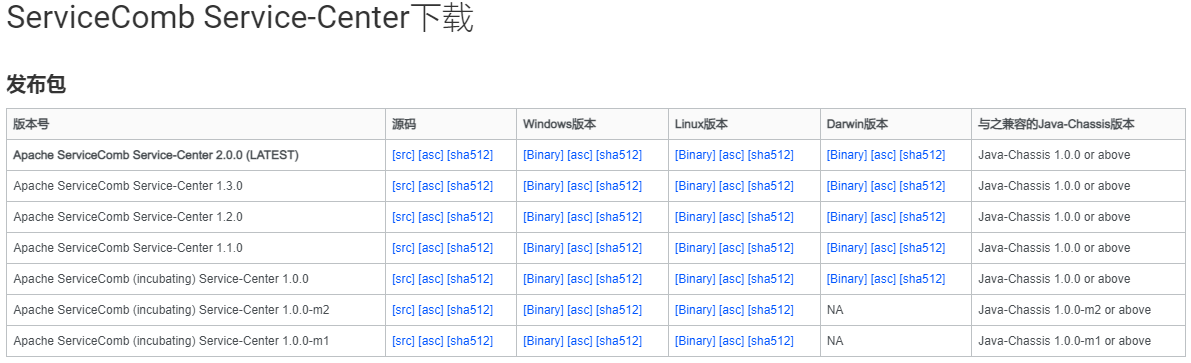 ServiceComb Service-Center下载
发布包
版本号 源码 Windows版本 Linux版本 Darwin版本 与之兼容的Java-Chassis版本
Apache ServiceComb Service-Center 2.0.0 (LATEST) [src] [asc] [sha512] [Binary] [asc] [sha512] [Binary] [asc] [sha512] [Binary] [asc] [sha512] Java-Chassis 1.0.0 or above
Apache ServiceComb Service-Center 1.3.0 [src] [asc] [sha512] [Binary] [asc] [sha512] [Binary] [asc] [sha512] [Binary] [asc] [sha512] Java-Chassis 1.0.0 or above
Apache ServiceComb Service-Center 1.2.0 [src] [asc] [sha512] [Binary] [asc] [sha512] [Binary] [asc] [sha512] [Binary] [asc] [sha512] Java-Chassis 1.0.0 or above
Apache ServiceComb Service-Center 1.1.0 [src] [asc] [sha512] [Binary] [asc] [sha512] [Binary] [asc] [sha512] [Binary] [asc] [sha512] Java-Chassis 1.0.0 or above
Apache ServiceComb (incubating) Service-Center 1.0.0 [src] [asc] [sha512] [Binary] [asc] [sha512] [Binary] [asc] [sha512] [Binary] [asc] [sha512] Java-Chassis 1.0.0 or above
Apache ServiceComb (incubating) Service-Center 1.0.0-m2 [src] [asc] [sha512] [Binary] [asc] [sha512] [Binary] [asc] [sha512] NA Java-Chassis 1.0.0-m2 or above
Apache ServiceComb (incubating) Service-Center 1.0.0-m1 [src] [asc] [sha512] [Binary] [asc] [sha512] [Binary] [asc] [sha512] NA Java-Chassis 1.0.0-m1 or above